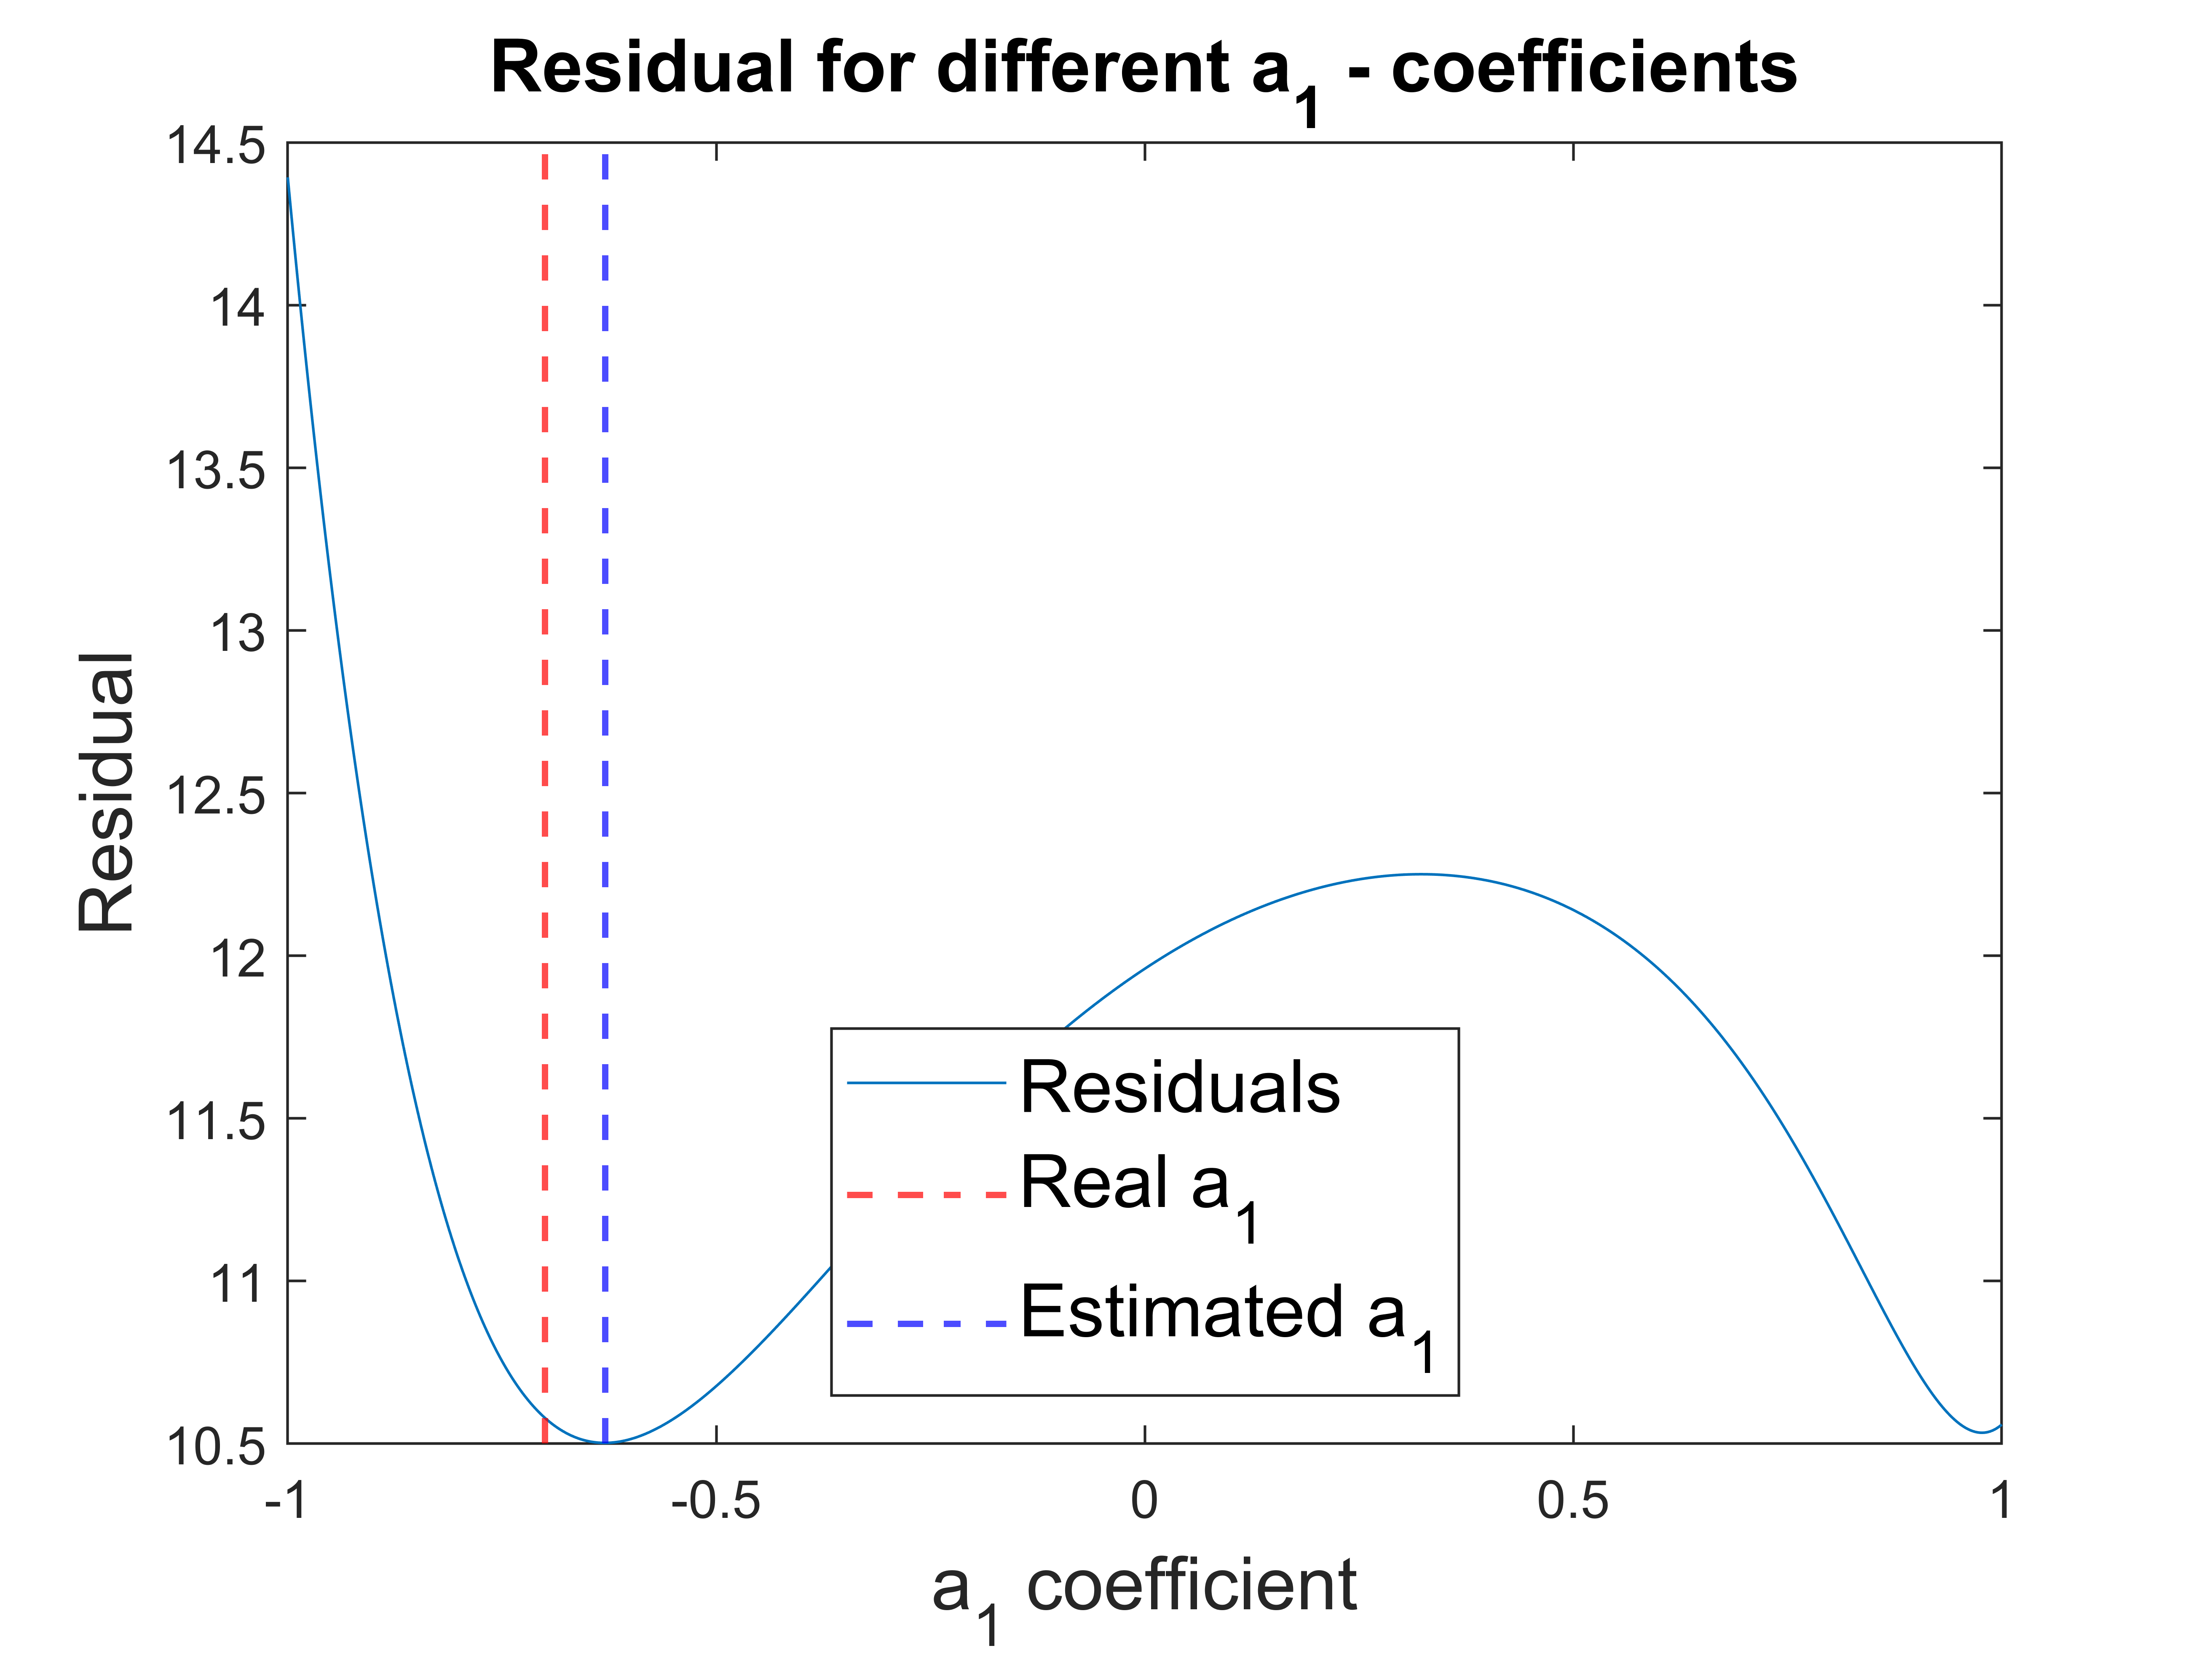 Residual for different a₁ - coefficients
14.5
14
13.5
13
12.5
12
11.5
11
10.5
Residual
Residuals
Real a₁
Estimated a₁
-1
-0.5
0
0.5
1
a₁ coefficient